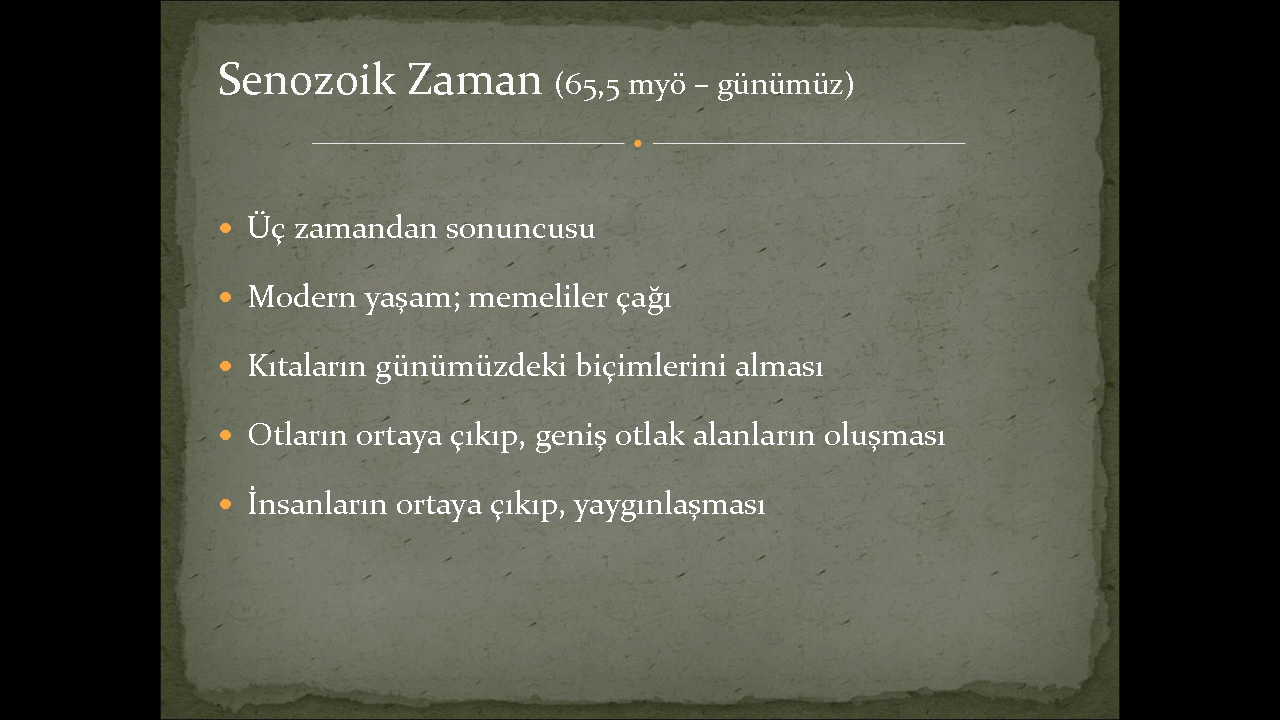 Senozoik Zaman (65,5 myö – günümüz)
• Üç zamandan sonuncusu
• Modern yaşam; memeliler çağı
• Kıtaların günümüzdeki biçimlerini alması
• Otların ortaya çıkıp, geniş otlak alanların oluşması
• İnsanların ortaya çıkıp, yaygınlaşması